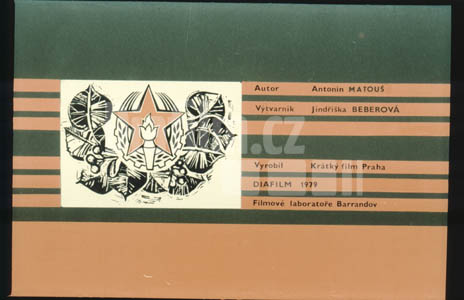 Autor Antonín MATOUŠ
Výtvarník Jindřiška BEBEROVÁ
Vyrobil Krátký film Praha
DIAFILM 1979
Filmové laboratoře Barrandov